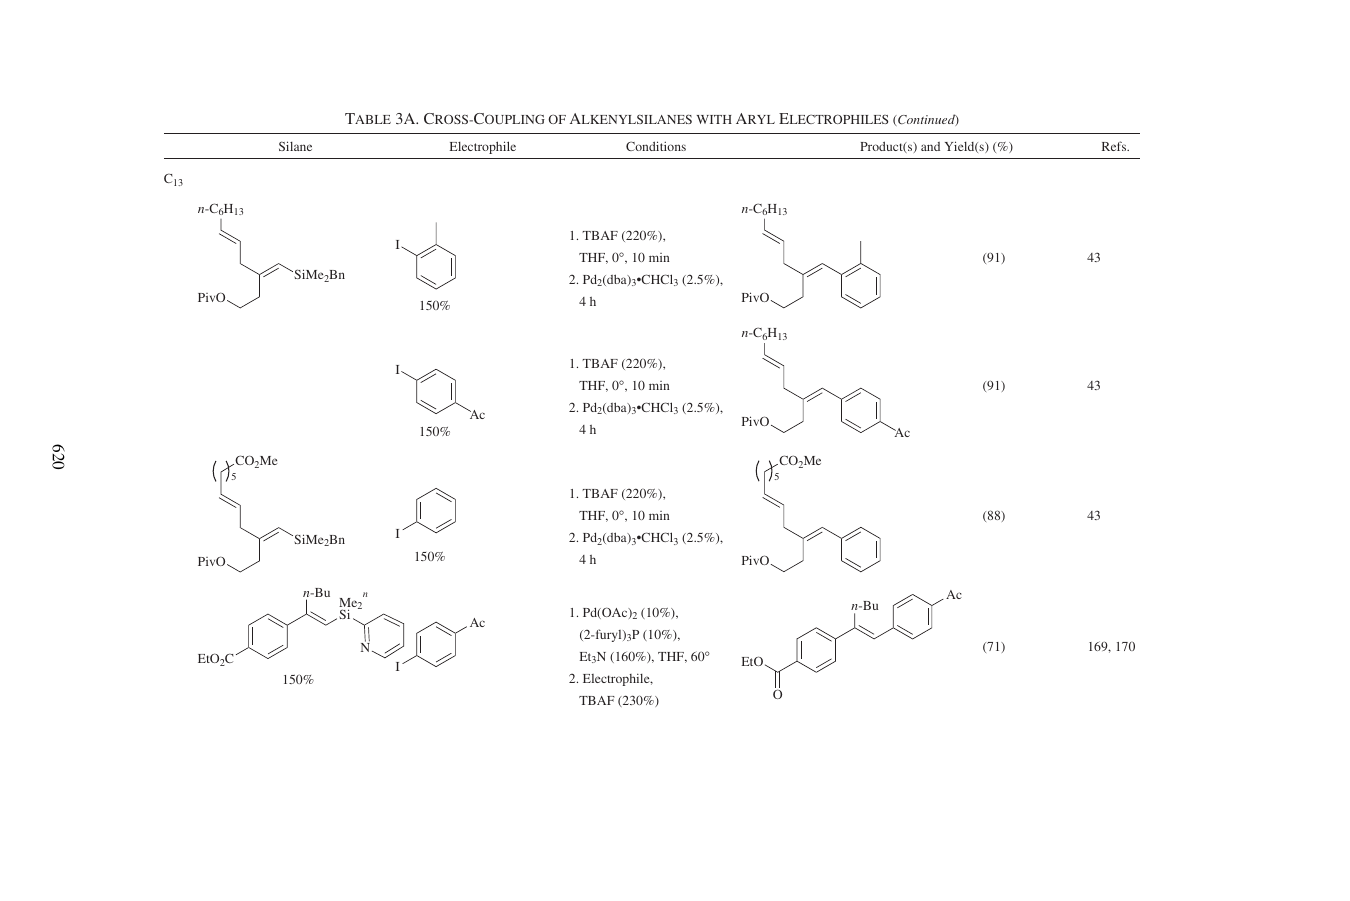 TABLE 3A. CROSS-COUPLING OF ALKENYLSILANES WITH ARYL ELECTROPHILES (Continued)
Silane Electrophile Conditions Product(s) and Yield(s) (%) Refs.
C13
n-C6H13
SiMe2Bn
PivO
I
150%
1. TBAF (220%),
THF, 0°, 10 min
2. Pd2(dba)3•CHCl3 (2.5%),
4 h
n-C6H13
PivO
(91)
43
I
Ac
150%
1. TBAF (220%),
THF, 0°, 10 min
2. Pd2(dba)3•CHCl3 (2.5%),
4 h
n-C6H13
PivO
Ac
(91)
43
620
( )5 CO2Me
SiMe2Bn
PivO
I
150%
1. TBAF (220%),
THF, 0°, 10 min
2. Pd2(dba)3•CHCl3 (2.5%),
4 h
( )5 CO2Me
PivO
(88)
43
n-Bu
Me2 n
Si
N
EtO2C
150%
Ac
I
1. Pd(OAc)2 (10%),
(2-furyl)3P (10%),
Et3N (160%), THF, 60°
2. Electrophile,
TBAF (230%)
n-Bu
Ac
EtO
O
(71)
169, 170